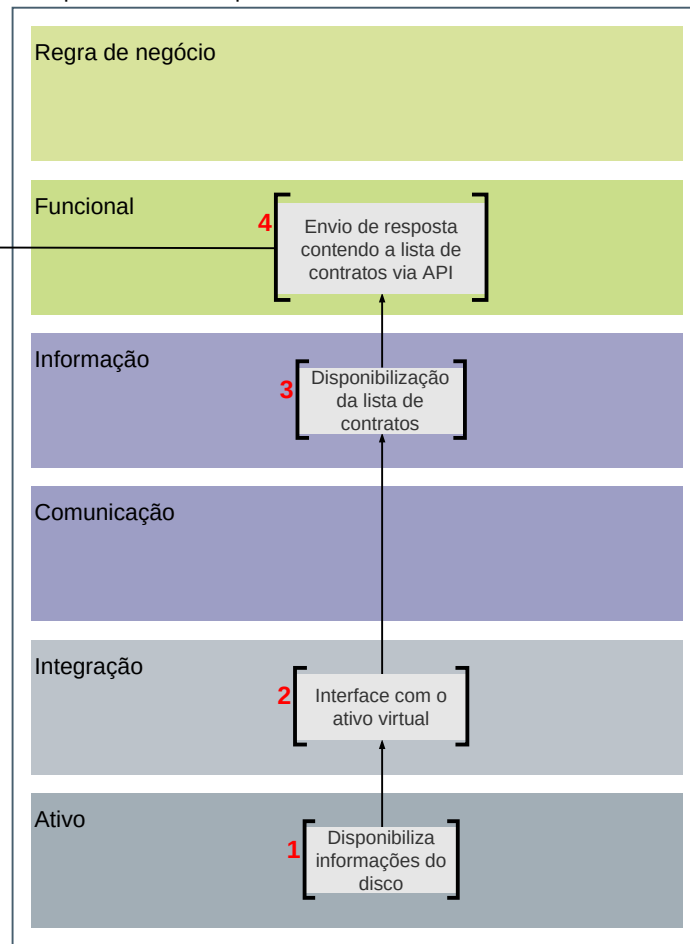 Regra de negócio
Funcional
4
Envio de resposta
contendo a lista de
contratos via API
Informação
3
Disponibilização
da lista de
contratos
Comunicação
Integração
2
Interface com o
ativo virtual
Ativo
1
Disponibiliza
informações do
disco